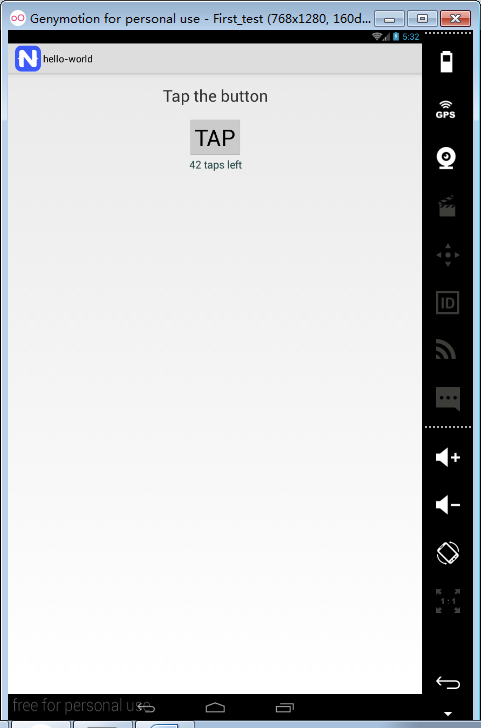 Genymotion for personal use - First_test (768x1280, 160d...
5:32
N hello-world
Tap the button
TAP
42 taps left
GPS
ID
1:1
free for personal use